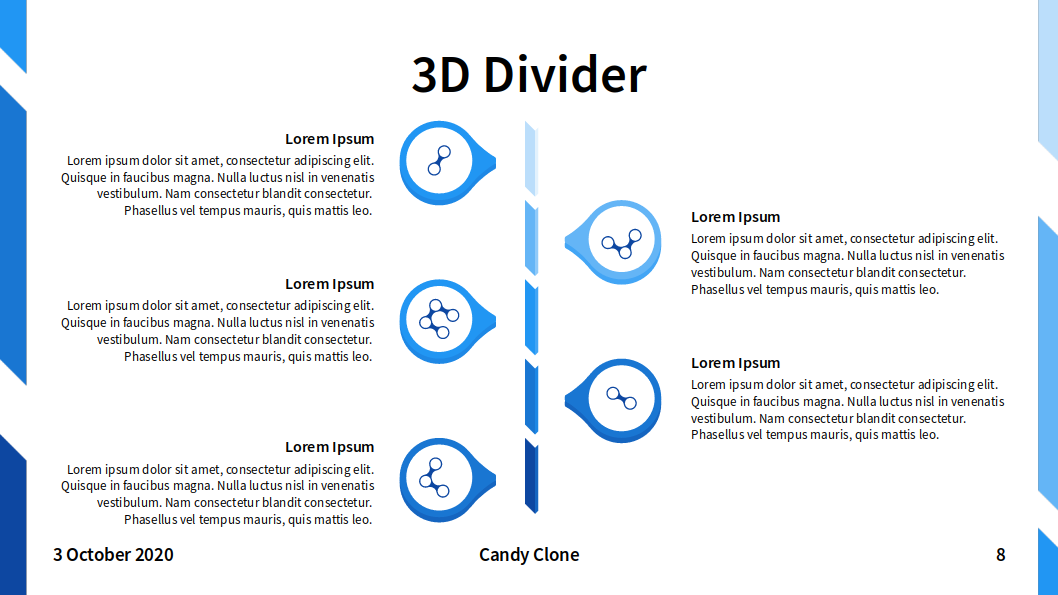 3D Divider
Lorem Ipsum
Lorem ipsum dolor sit amet, consectetur adipiscing elit.
Quisque in faucibus magna. Nulla luctus nisl in venenatis
vestibulum. Nam consectetur blandit consectetur.
Phasellus vel tempus mauris, quis mattis leo.
Lorem Ipsum
Lorem ipsum dolor sit amet, consectetur adipiscing elit.
Quisque in faucibus magna. Nulla luctus nisl in venenatis
vestibulum. Nam consectetur blandit consectetur.
Phasellus vel tempus mauris, quis mattis leo.
Lorem Ipsum
Lorem ipsum dolor sit amet, consectetur adipiscing elit.
Quisque in faucibus magna. Nulla luctus nisl in venenatis
vestibulum. Nam consectetur blandit consectetur.
Phasellus vel tempus mauris, quis mattis leo.
Lorem Ipsum
Lorem ipsum dolor sit amet, consectetur adipiscing elit.
Quisque in faucibus magna. Nulla luctus nisl in venenatis
vestibulum. Nam consectetur blandit consectetur.
Phasellus vel tempus mauris, quis mattis leo.
Lorem Ipsum
Lorem ipsum dolor sit amet, consectetur adipiscing elit.
Quisque in faucibus magna. Nulla luctus nisl in venenatis
vestibulum. Nam consectetur blandit consectetur.
Phasellus vel tempus mauris, quis mattis leo.
3 October 2020
Candy Clone
8